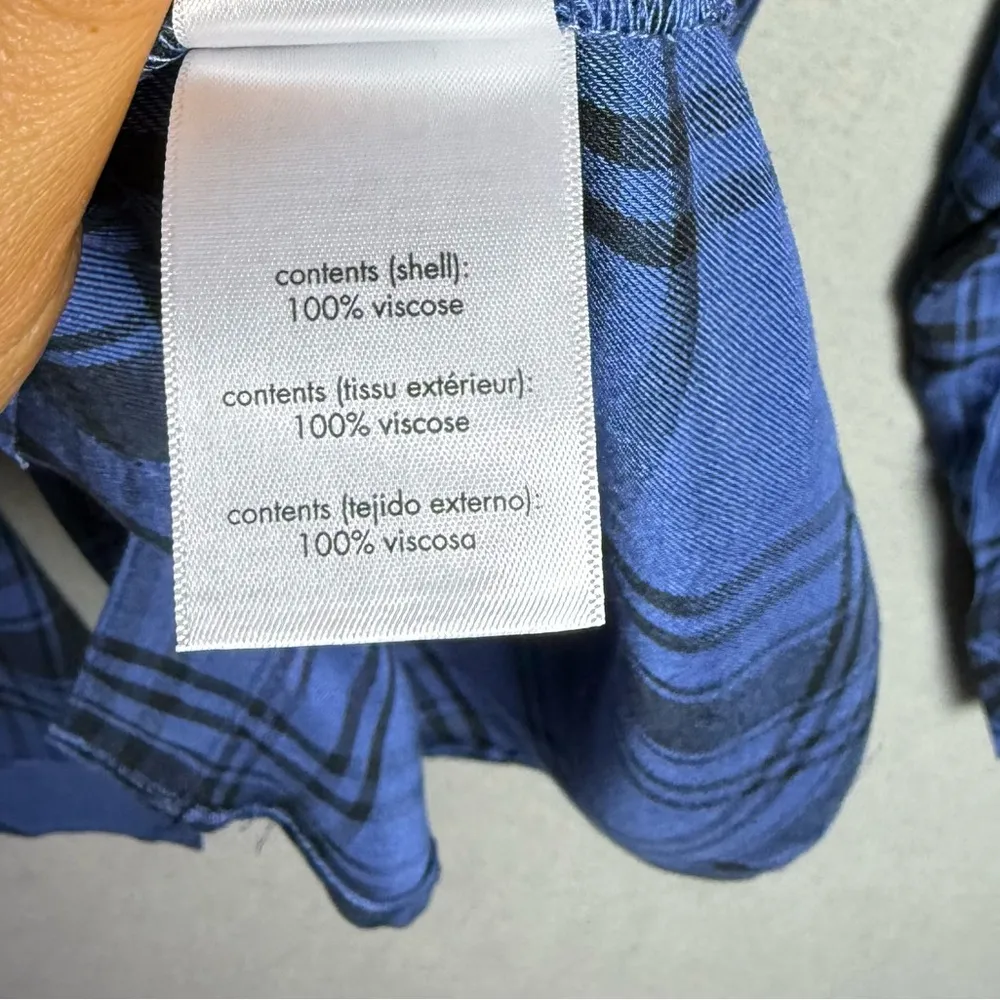 contents (shell):
100% viscose
contents (tissu extérieur):
100% viscose
contents (tejido externo):
100% viscosa